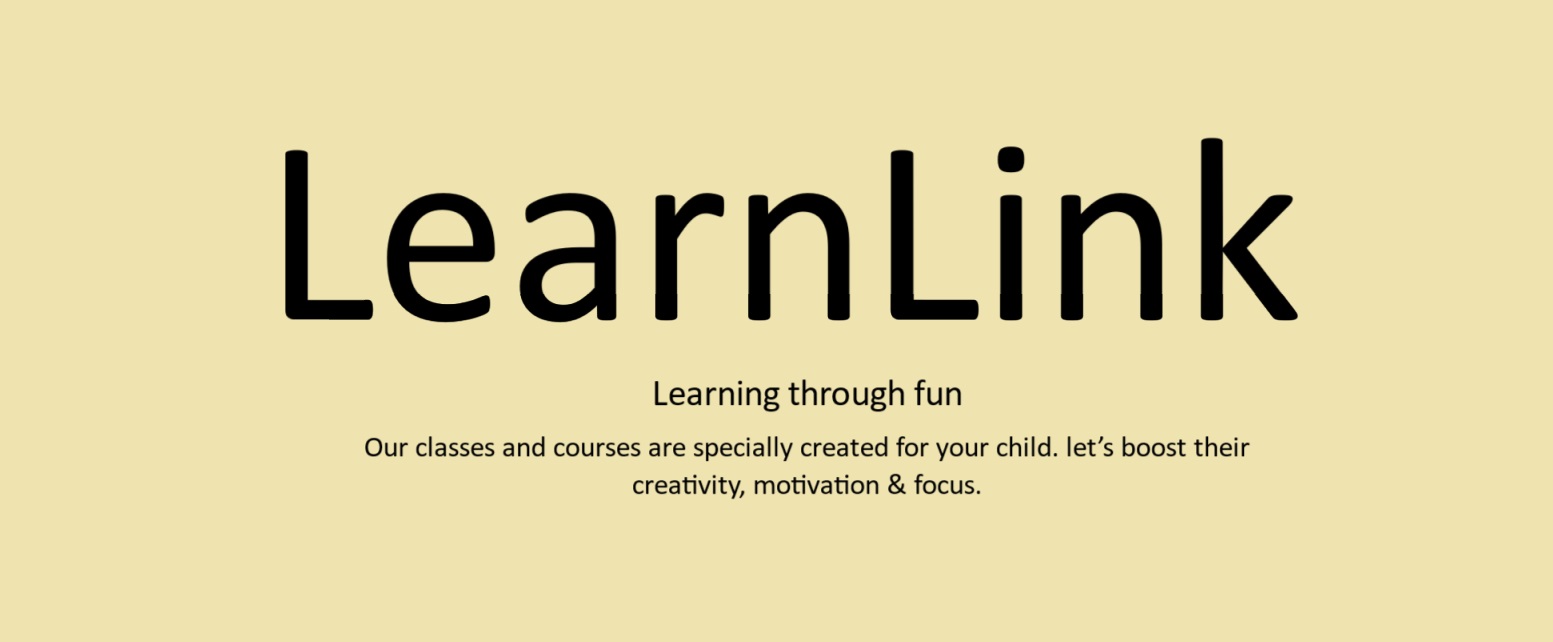 LearnLink
Learning through fun
Our classes and courses are specially created for your child. let’s boost their
creativity, motivation & focus.